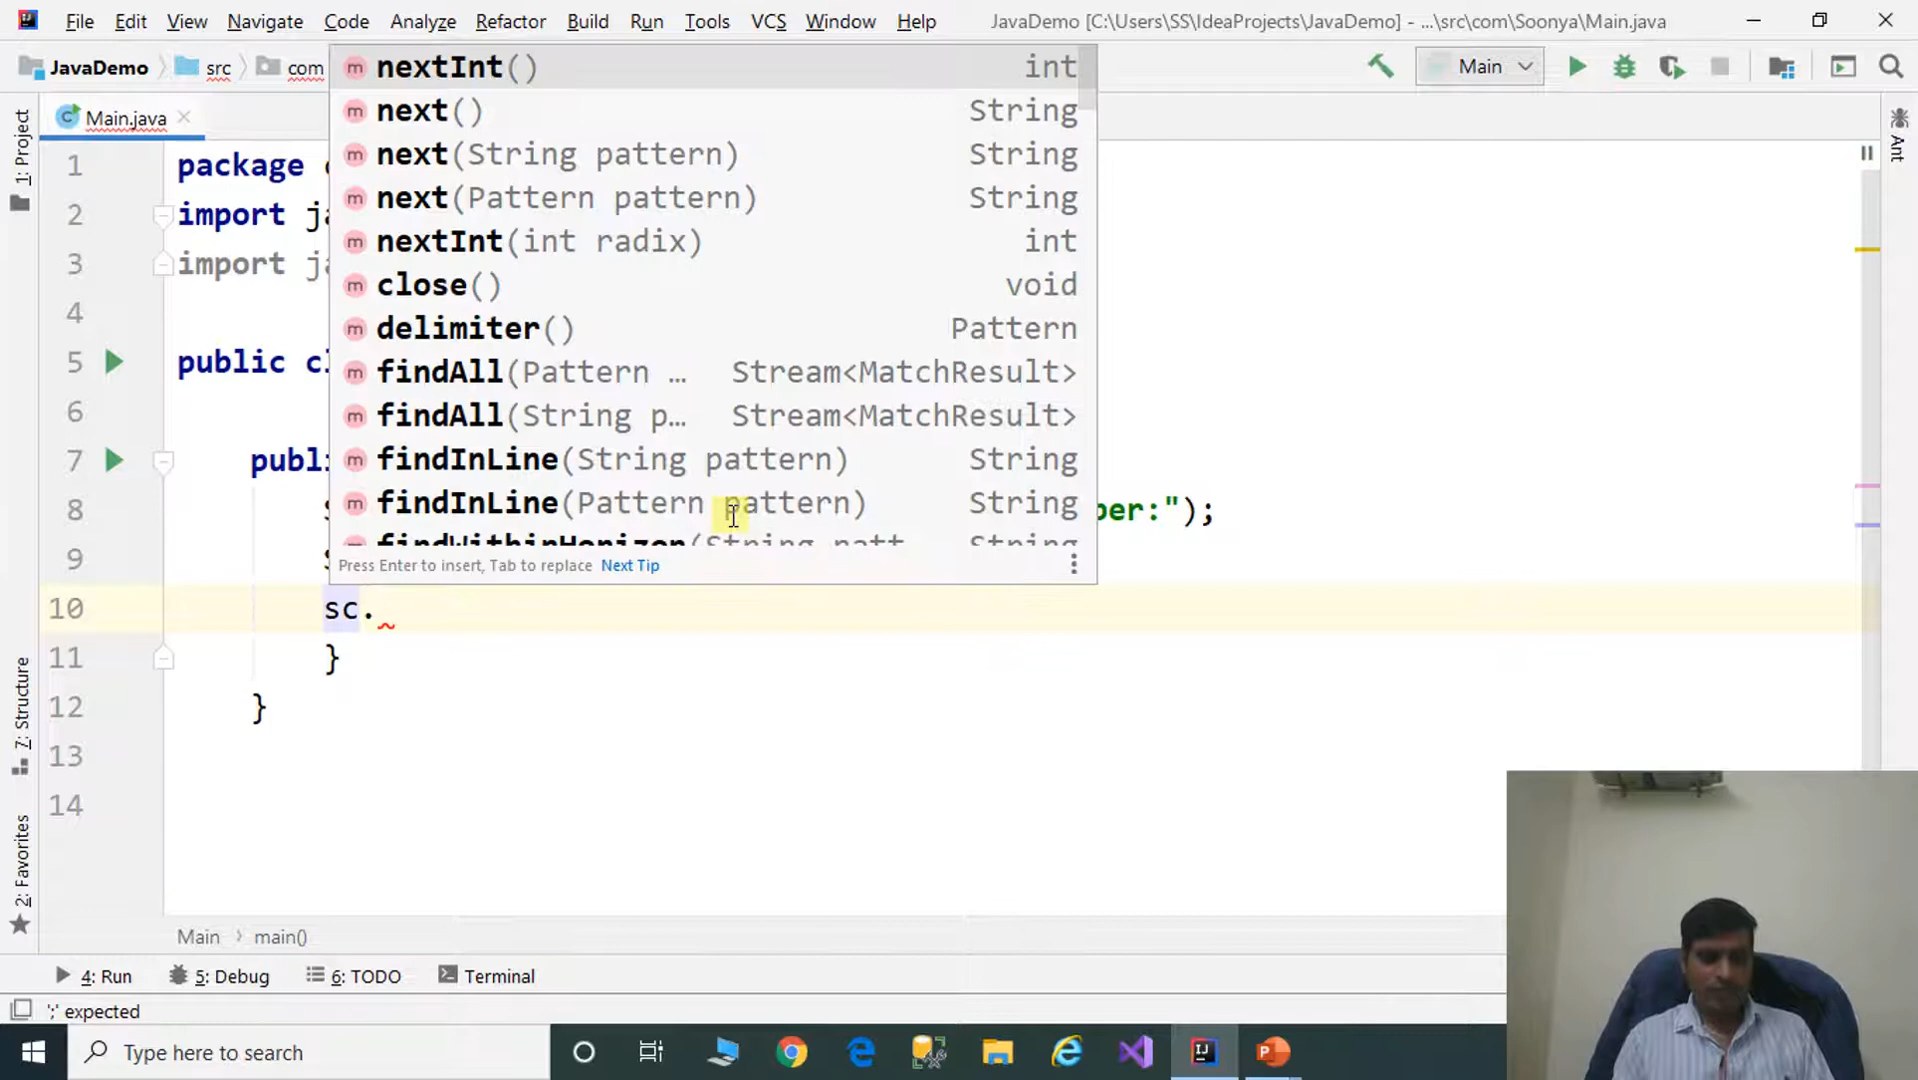 File Edit View Navigate Code Analyze Refactor Build Run Tools VCS Window Help JavaDemo [C:\Users\SS\IdeaProjects\JavaDemo] - ...\src\com\Soonya\Main.java
JavaDemo src com Main
Main.java
1: Project
7: Structure
2: Favorites
Ant
nextInt() int
next() String
next(String pattern) String
next(Pattern pattern) String
nextInt(int radix) int
close() void
delimiter() Pattern
findAll(Pattern … Stream<MatchResult>
findAll(String p… Stream<MatchResult>
findInLine(String pattern) String
findInLine(Pattern pattern) String
findWithinHorizon(String patt String
Press Enter to insert, Tab to replace Next Tip
1 package
2 import
3 import
4
5 public
6
7
8 ber:");
9
10 sc.
11 }
12 }
13
14
Main main()
4: Run 5: Debug 6: TODO Terminal
';' expected
Type here to search